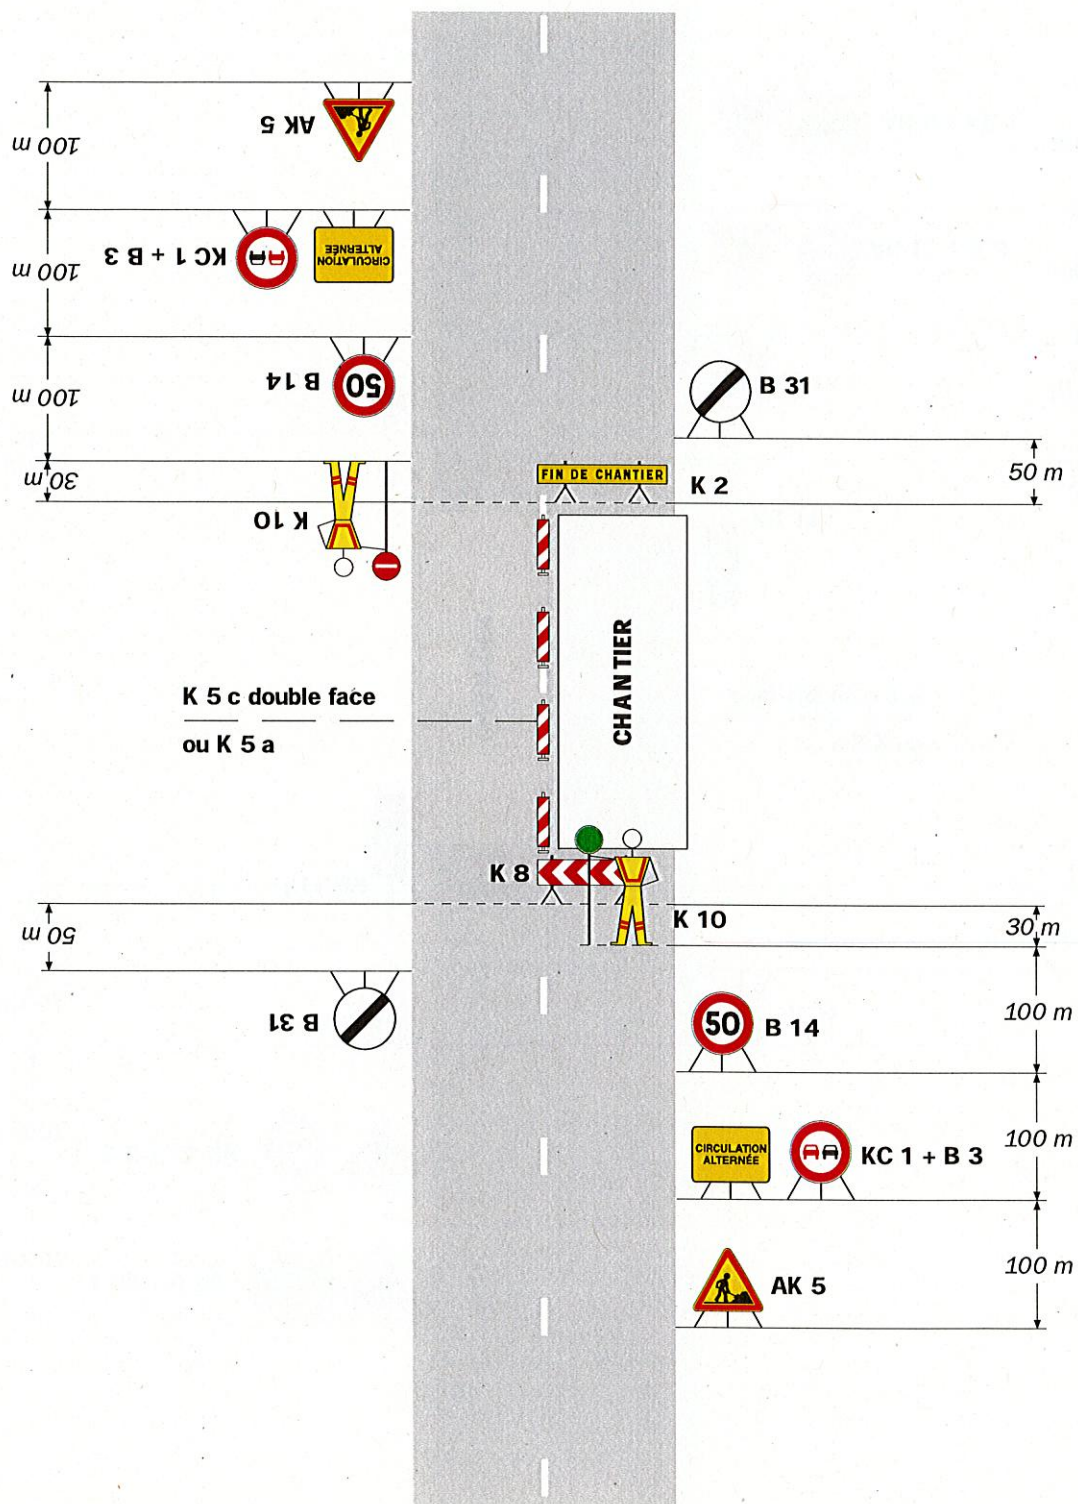 AK 5
100 m
KC 1 + B 3
CIRCULATION
ALTERNÉE
100 m
B 14
50
100 m
B 31
30 m
FIN DE CHANTIER
K 2
50 m
K 10
CHANTIER
K 5 c double face
ou K 5 a
K 8
K 10
30 m
50 m
B 31
50
B 14
100 m
CIRCULATION
ALTERNÉE
KC 1 + B 3
100 m
AK 5
100 m